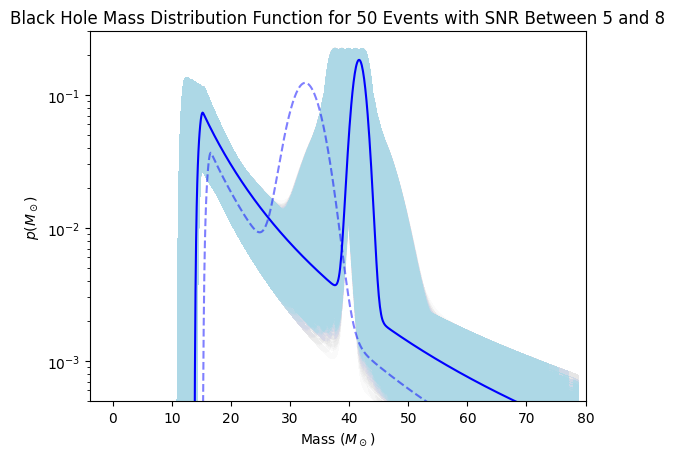 Black Hole Mass Distribution Function for 50 Events with SNR Between 5 and 8
10⁻¹
10⁻²
10⁻³
p(M⊙)
0 10 20 30 40 50 60 70 80
Mass (M⊙)